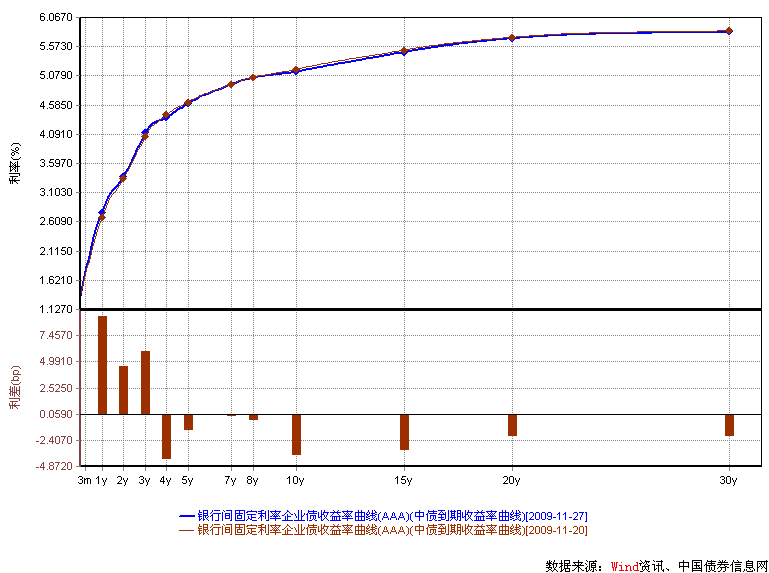 6.0670
5.5730
5.0790
4.5850
4.0910
3.5970
3.1030
2.6090
2.1150
1.6210
1.1270
利率(%)
7.4570
4.9910
2.5250
0.0590
-2.4070
-4.8720
利差(bp)
3m 1y 2y 3y 4y 5y 7y 8y 10y 15y 20y 30y
银行间固定利率企业债收益率曲线(AAA)(中债到期收益率曲线)[2009-11-27]
银行间固定利率企业债收益率曲线(AAA)(中债到期收益率曲线)[2009-11-20]
数据来源：Wind资讯、中国债券信息网